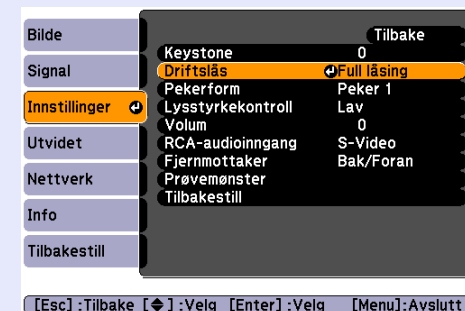 Bilde
Signal
Innstillinger
Utvidet
Nettverk
Info
Tilbakestill
Tilbake
Keystone 0
Driftslås Full låsing
Pekerform Peker 1
Lysstyrkekontroll Lav
Volum 0
RCA-audioinngang S-Video
Fjernmottaker Bak/Foran
Prøvemønster
Tilbakestill
[Esc] :Tilbake [◆] :Velg [Enter] :Velg [Menu]:Avslutt